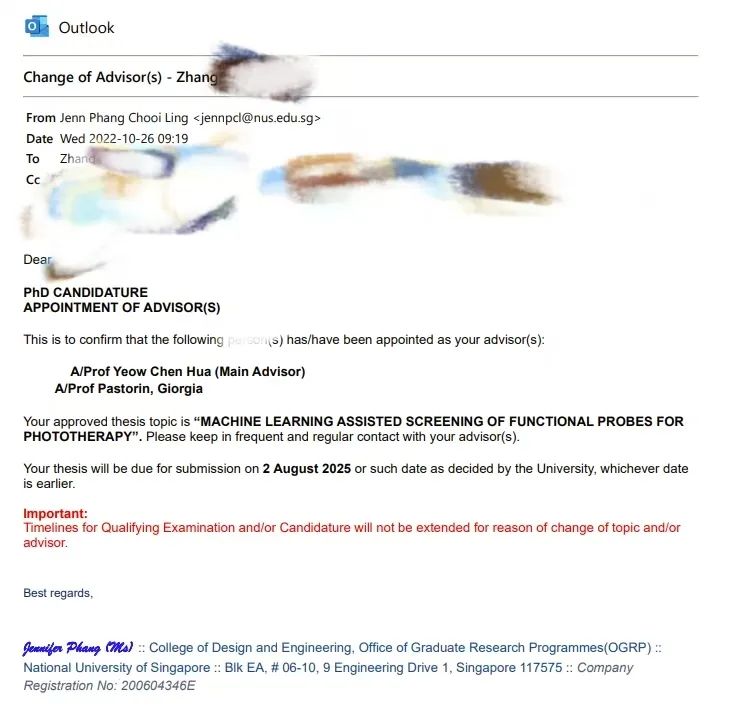 Outlook
Change of Advisor(s) - Zhang
From Jenn Phang Chooi Ling <jennpcl@nus.edu.sg>
Date Wed 2022-10-26 09:19
To Zhang
Cc
Dear
PhD CANDIDATURE
APPOINTMENT OF ADVISOR(S)
This is to confirm that the following person(s) has/have been appointed as your advisor(s):
A/Prof Yeow Chen Hua (Main Advisor)
A/Prof Pastorin, Giorgia
Your approved thesis topic is “MACHINE LEARNING ASSISTED SCREENING OF FUNCTIONAL PROBES FOR
PHOTOTHERAPY”. Please keep in frequent and regular contact with your advisor(s).
Your thesis will be due for submission on 2 August 2025 or such date as decided by the University, whichever date
is earlier.
Important:
Timelines for Qualifying Examination and/or Candidature will not be extended for reason of change of topic and/or
advisor.
Best regards,
Jennifer Phang (Ms) :: College of Design and Engineering, Office of Graduate Research Programmes(OGRP) ::
National University of Singapore :: Blk EA, # 06-10, 9 Engineering Drive 1, Singapore 117575 :: Company
Registration No: 200604346E